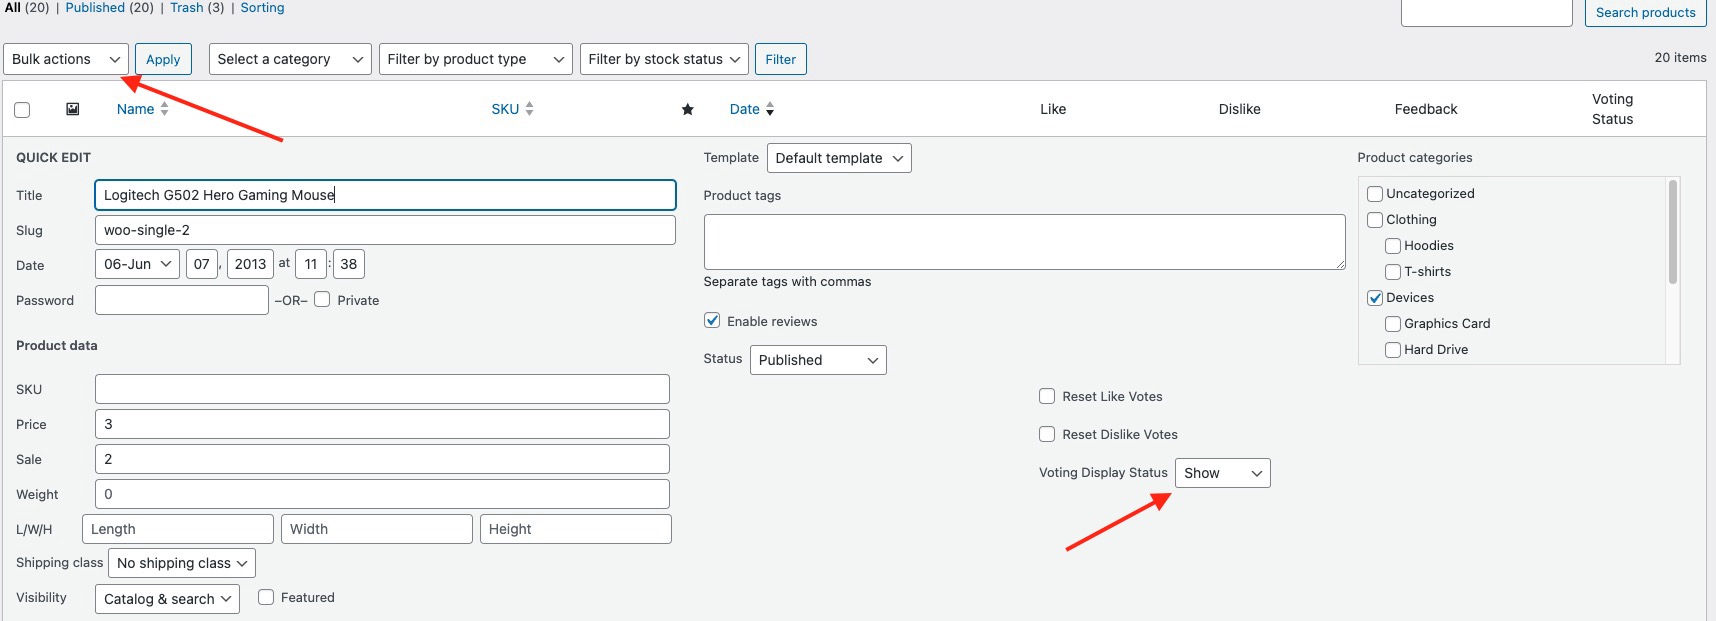 All (20) | Published (20) | Trash (3) | Sorting
Search products
Bulk actions
Apply
Select a category
Filter by product type
Filter by stock status
Filter
20 items
Name
SKU
Date
Like
Dislike
Feedback
Voting
Status
QUICK EDIT
Title
Logitech G502 Hero Gaming Mouse
Slug
woo-single-2
Date
06-Jun 07, 2013 at 11:38
Password
–OR– Private
Product data
SKU
Price
3
Sale
2
Weight
0
L/W/H
Length
Width
Height
Shipping class
No shipping class
Visibility
Catalog & search
Featured
Template
Default template
Product tags
Separate tags with commas
Enable reviews
Status
Published
Reset Like Votes
Reset Dislike Votes
Voting Display Status
Show
Product categories
Uncategorized
Clothing
Hoodies
T-shirts
Devices
Graphics Card
Hard Drive